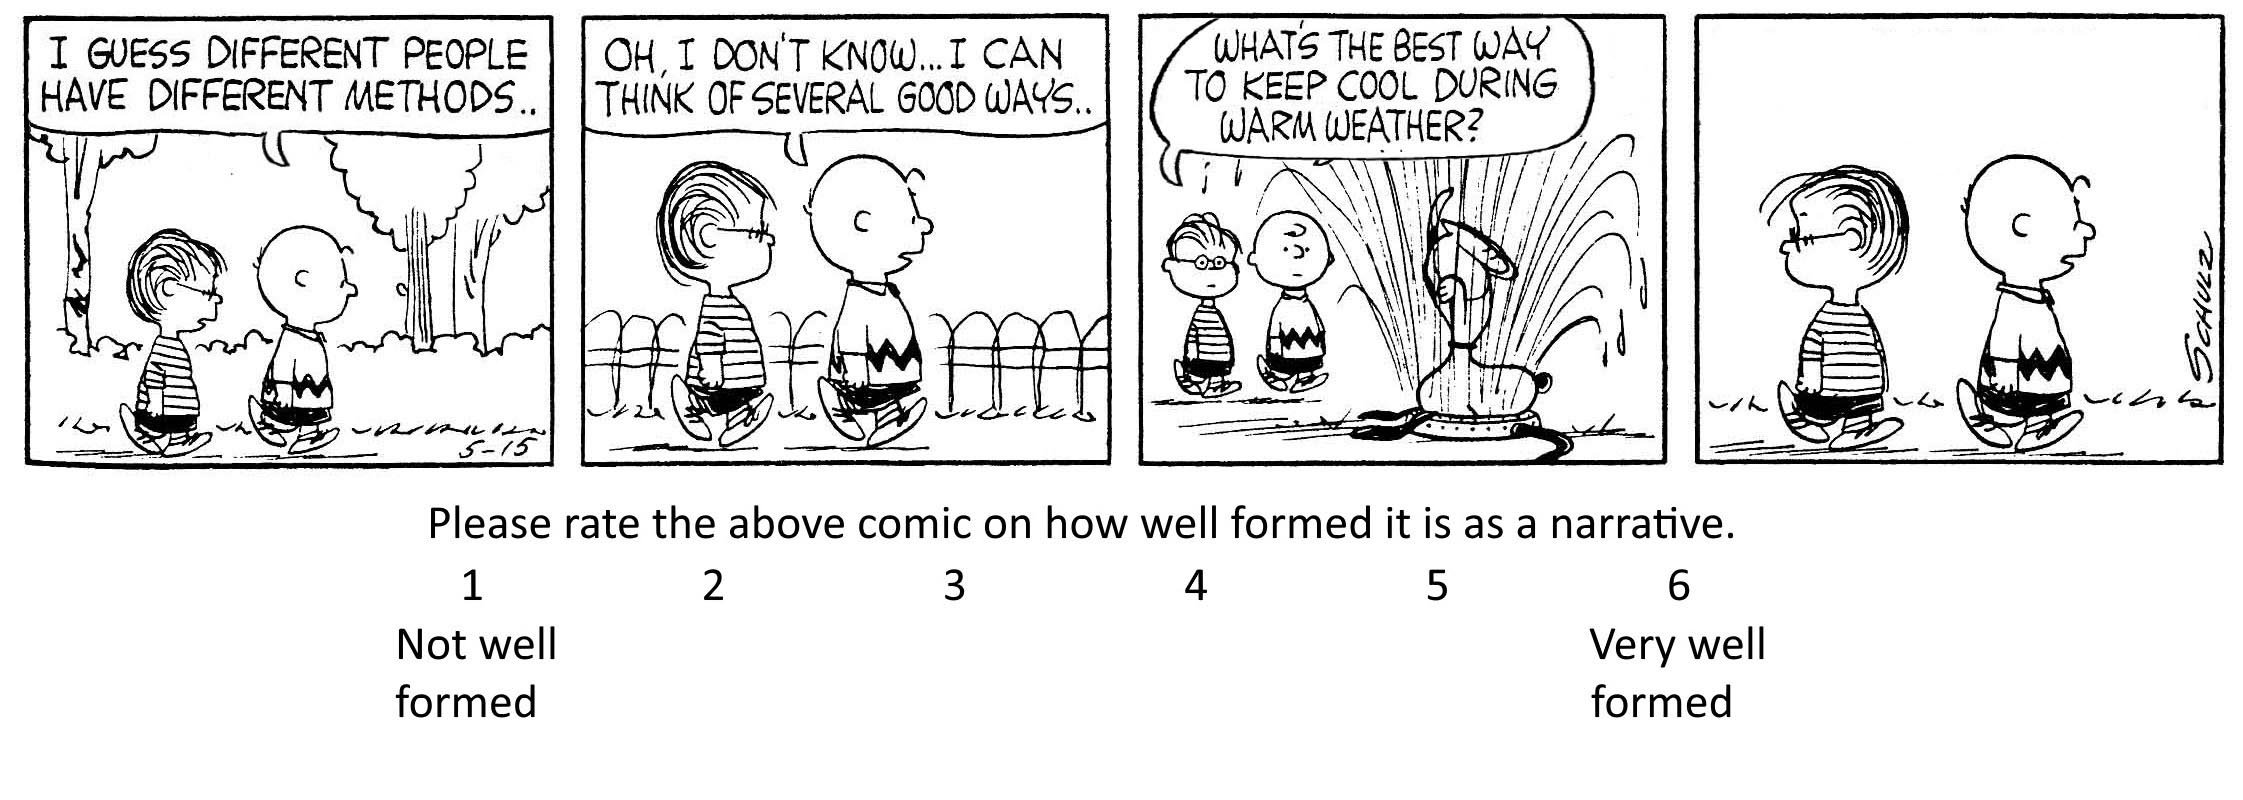 I GUESS DIFFERENT PEOPLE
HAVE DIFFERENT METHODS..
5-15
OH, I DON'T KNOW...I CAN
THINK OF SEVERAL GOOD WAYS..
WHAT'S THE BEST WAY
TO KEEP COOL DURING
WARM WEATHER?
SCHULZ
Please rate the above comic on how well formed it is as a narrative.
1 2 3 4 5 6
Not well
formed
Very well
formed